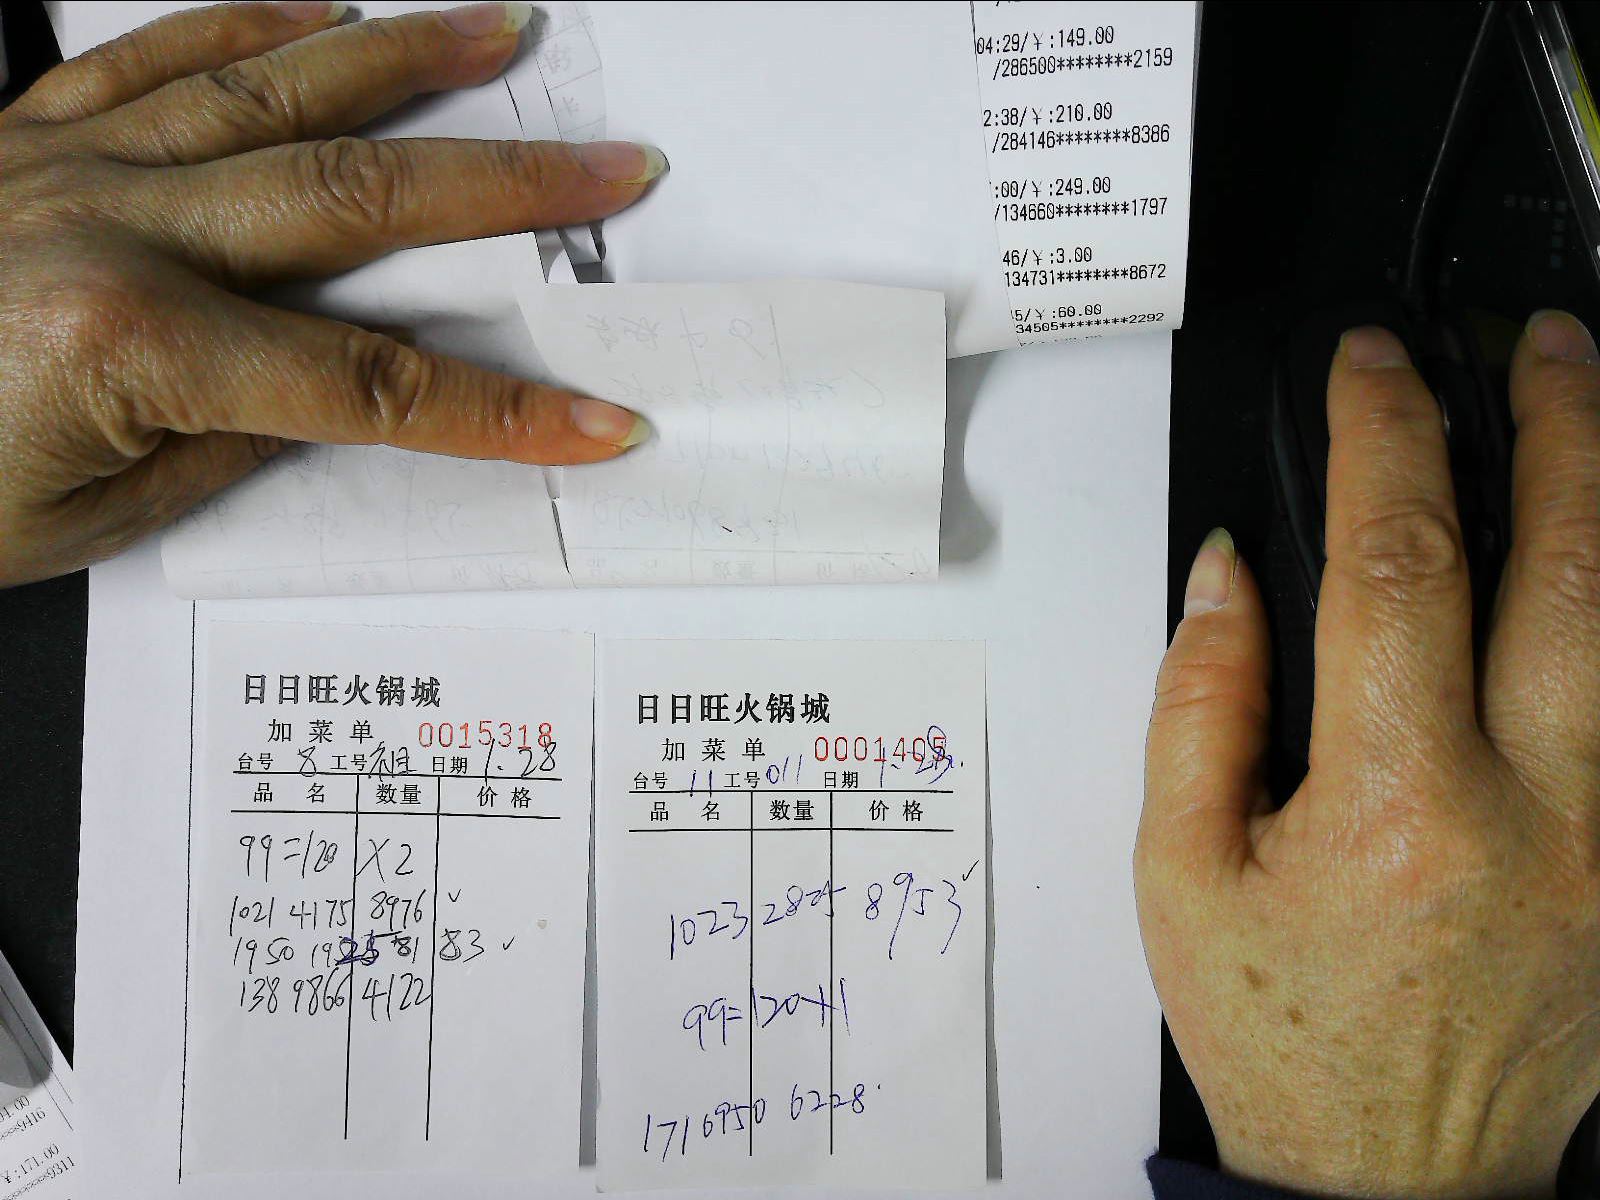 04:29/¥:149.00
/286500********2159
2:38/¥:210.00
/284146********8386
:00/¥:249.00
/134660********1797
46/¥:3.00
134731********8672
5/¥:60.00
34505********2292
日日旺火锅城
加菜单 0015318
台号 8 工号 日期 1.28
品名 数量 价格
99=120 X2
1021 4175 8976 ✓
1950 83 ✓
138 9866 4122
日日旺火锅城
加菜单 0001405
台号 11 工号 011 日期
品名 数量 价格
1023 8953 ✓
99=120
1716950 6228
¥:171.00